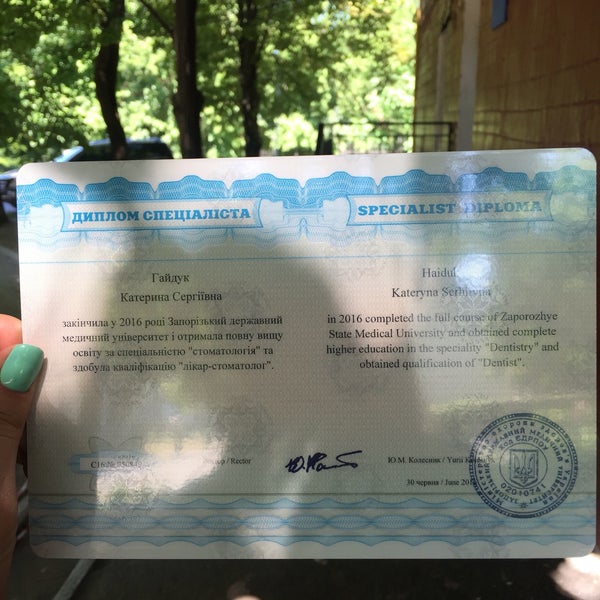 ДИПЛОМ СПЕЦІАЛІСТА
SPECIALIST DIPLOMA
Гайдук
Катерина Сергіївна
закінчила у 2016 році Запорізький державний
медичний університет і отримала повну вищу
освіту за спеціальністю "стоматологія" та
здобула кваліфікацію "лікар-стоматолог".
Kateryna Serhiivna
in 2016 completed the full course of Zaporozhye
State Medical University and obtained complete
higher education in the speciality "Dentistry" and
obtained qualification of "Dentist".
/ Rector
Ю.М. Колесник / Yurii
30 червня / June
02010741